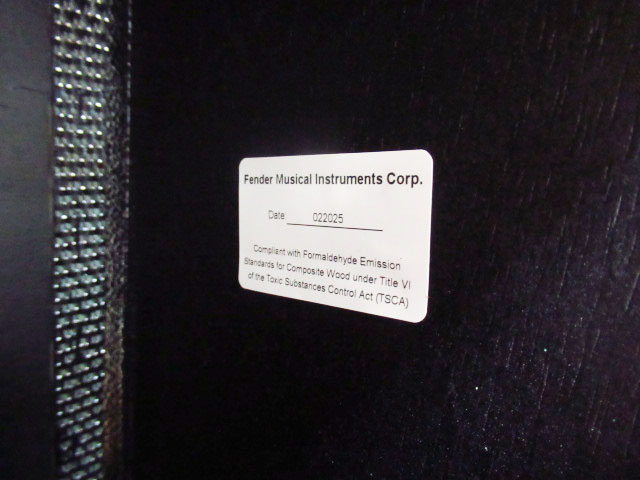 Fender Musical Instruments Corp.
Date 022025
Compliant with Formaldehyde Emission
Standards for Composite Wood under Title VI
of the Toxic Substances Control Act (TSCA)